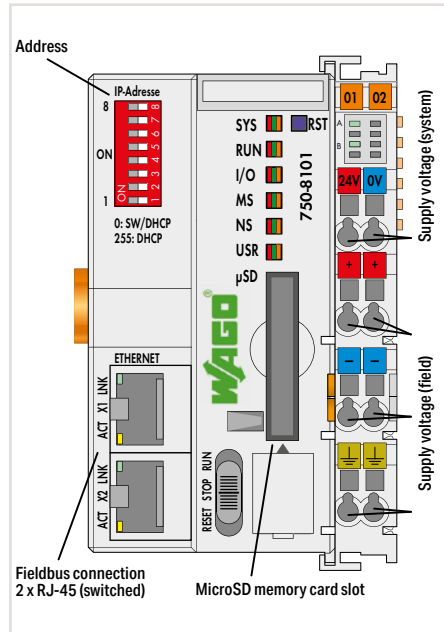 Address
IP-Adresse
8
ON
1
ON
1 2 3 4 5 6 7 8
0: SW/DHCP
255: DHCP
SYS
RST
RUN
I/O
MS
NS
USR
µSD
750-8101
01 02
A
B
24V 0V
+ +
– –
Supply voltage (system)
Supply voltage (field)
WAGO
®
ETHERNET
ACT X1 LNK
ACT X2 LNK
RESET STOP RUN
Fieldbus connection
2 x RJ-45 (switched)
MicroSD memory card slot